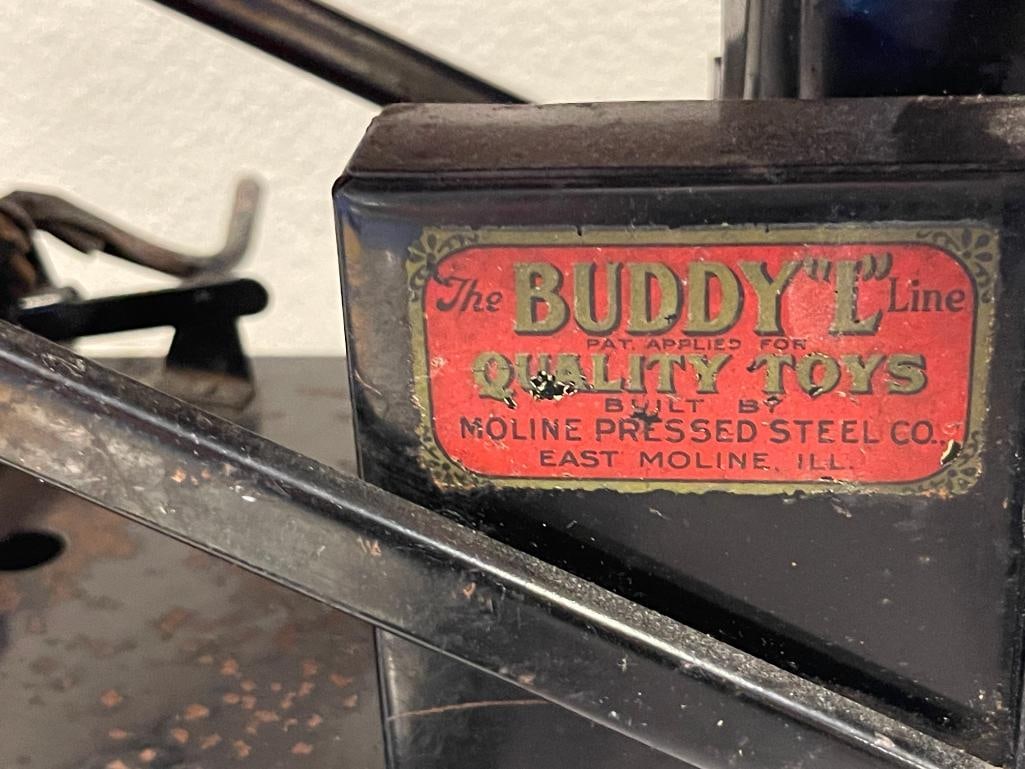 The BUDDY "L" Line
PAT. APPLIED FOR
QUALITY TOYS
BUILT BY
MOLINE PRESSED STEEL CO.
EAST MOLINE, ILL.